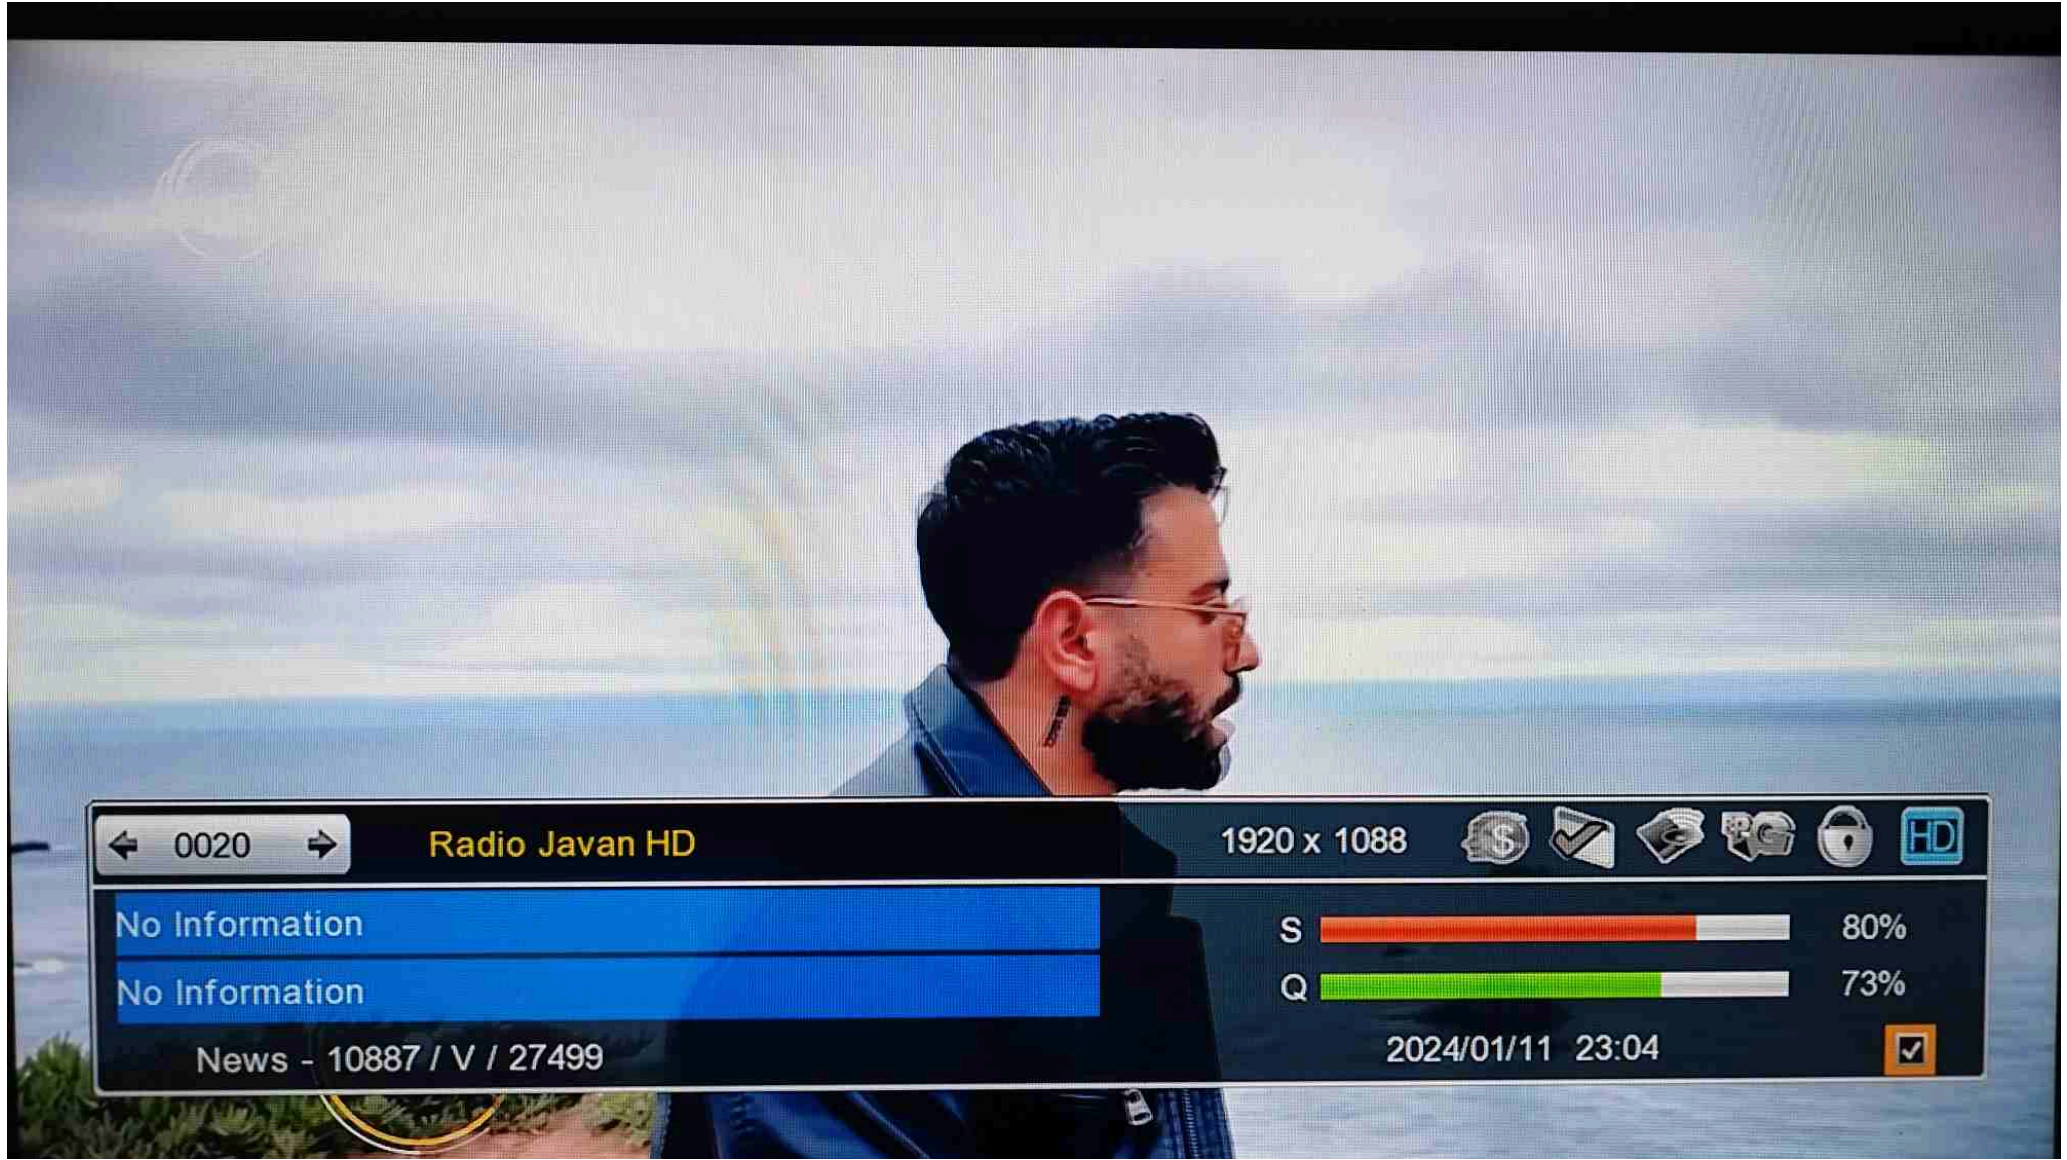 0020 Radio Javan HD 1920 x 1088 HD
No Information
S 80%
No Information
Q 73%
News - 10887 / V / 27499 2024/01/11 23:04